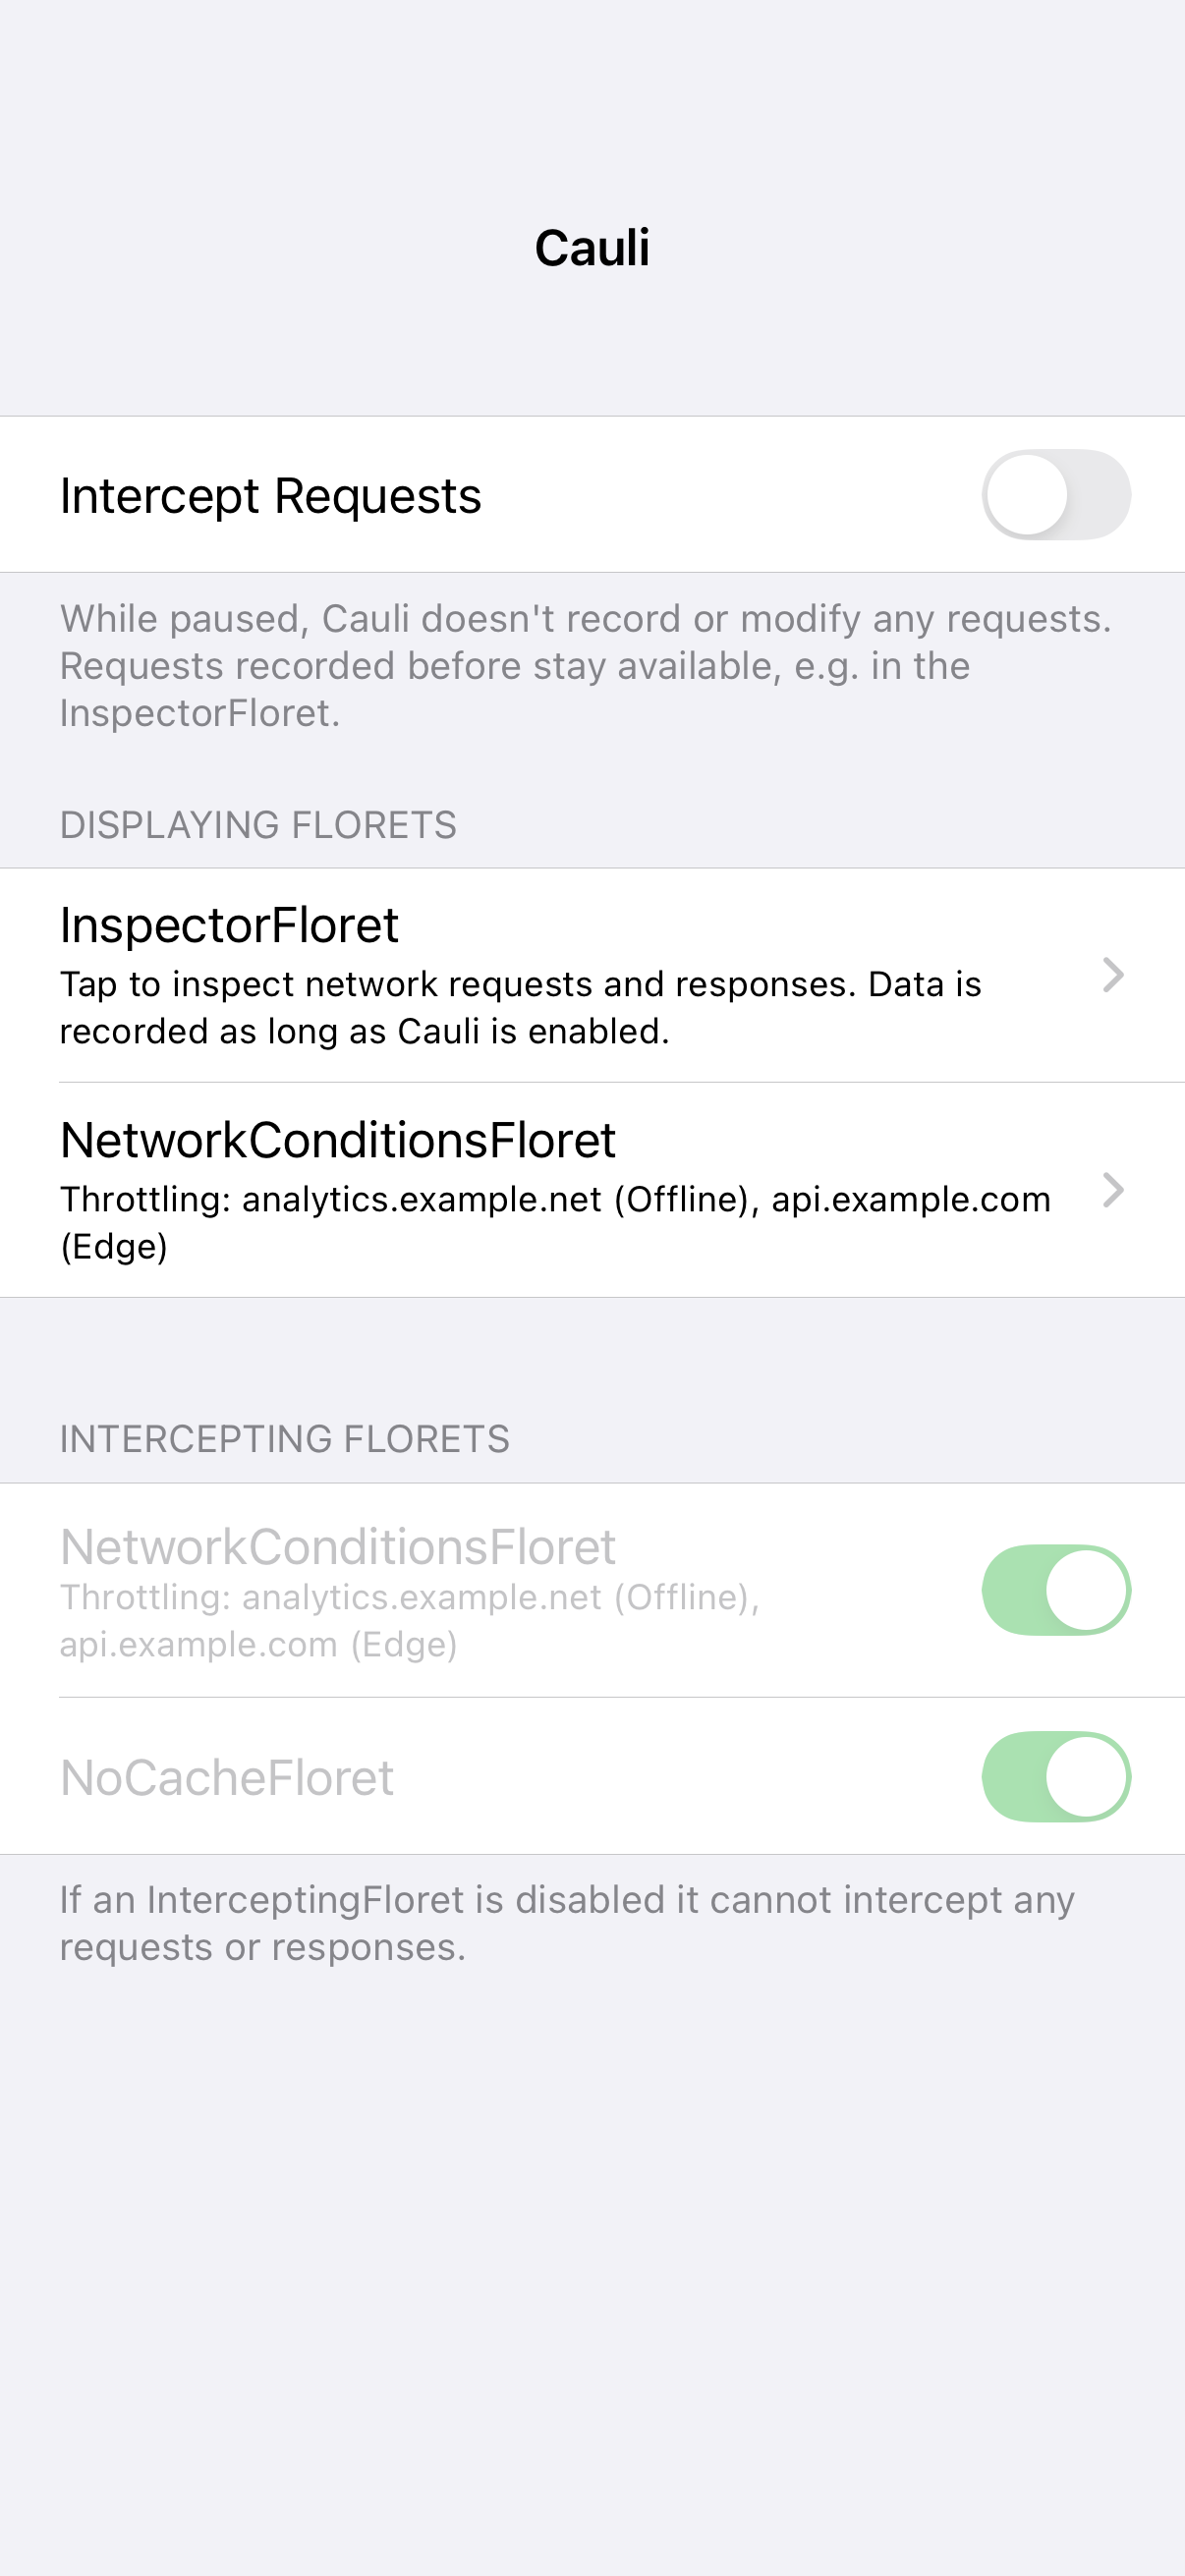 Cauli
Intercept Requests
While paused, Cauli doesn't record or modify any requests.
Requests recorded before stay available, e.g. in the
InspectorFloret.
DISPLAYING FLORETS
InspectorFloret
Tap to inspect network requests and responses. Data is
recorded as long as Cauli is enabled.
NetworkConditionsFloret
Throttling: analytics.example.net (Offline), api.example.com
(Edge)
INTERCEPTING FLORETS
NetworkConditionsFloret
Throttling: analytics.example.net (Offline),
api.example.com (Edge)
NoCacheFloret
If an InterceptingFloret is disabled it cannot intercept any
requests or responses.